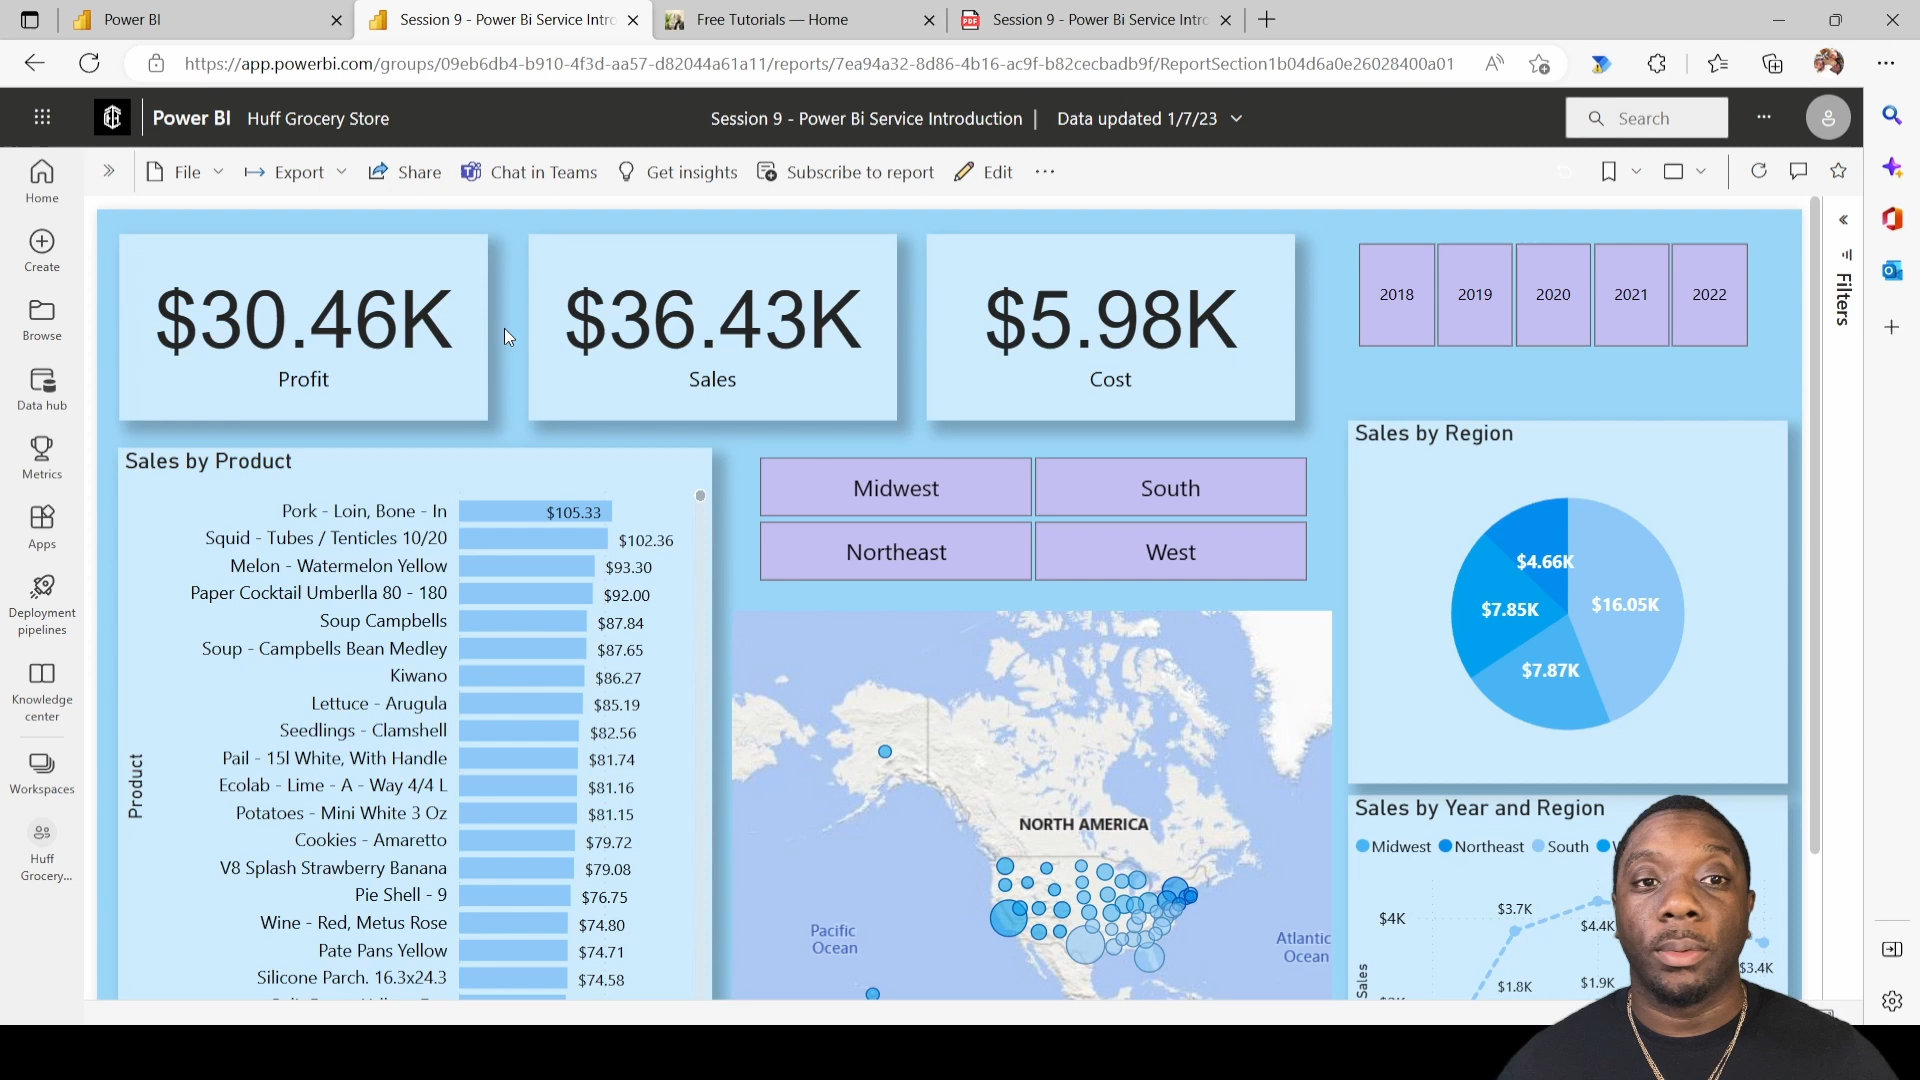 Power BI
Session 9 - Power Bi Service Intro
Free Tutorials — Home
PDF
Session 9 - Power Bi Service Intro
https://app.powerbi.com/groups/09eb6db4-b910-4f3d-aa57-d82044a61a11/reports/7ea94a32-8d86-4b16-ac9f-b82cecbadb9f/ReportSection1b04d6a0e26028400a01
Power BI
Huff Grocery Store
Session 9 - Power Bi Service Introduction | Data updated 1/7/23
Search
File
Export
Share
Chat in Teams
Get insights
Subscribe to report
Edit
Home
Create
Browse
Data hub
Metrics
Apps
Deployment
pipelines
Knowledge
center
Workspaces
Huff
Grocery...
$30.46K
Profit
$36.43K
Sales
$5.98K
Cost
2018
2019
2020
2021
2022
Filters
Sales by Product
Product
Pork - Loin, Bone - In $105.33
Squid - Tubes / Tenticles 10/20 $102.36
Melon - Watermelon Yellow $93.30
Paper Cocktail Umberlla 80 - 180 $92.00
Soup Campbells $87.84
Soup - Campbells Bean Medley $87.65
Kiwano $86.27
Lettuce - Arugula $85.19
Seedlings - Clamshell $82.56
Pail - 15l White, With Handle $81.74
Ecolab - Lime - A - Way 4/4 L $81.16
Potatoes - Mini White 3 Oz $81.15
Cookies - Amaretto $79.72
V8 Splash Strawberry Banana $79.08
Pie Shell - 9 $76.75
Wine - Red, Metus Rose $74.80
Pate Pans Yellow $74.71
Silicone Parch. 16.3x24.3 $74.58
Midwest
South
Northeast
West
NORTH AMERICA
Pacific
Ocean
Atlantic
Ocean
Sales by Region
$4.66K
$16.05K
$7.85K
$7.87K
Sales by Year and Region
Midwest Northeast South
Sales
$4K
$3.7K
$4.4K
$3.4K
$1.8K
$1.9K